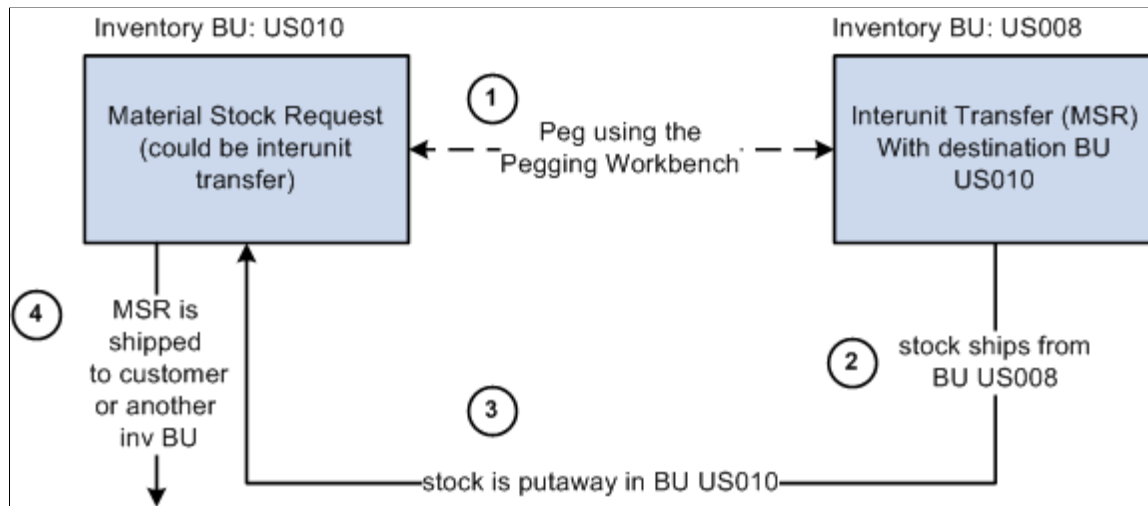 Inventory BU: US010
Inventory BU: US008
Material Stock Request
(could be interunit
transfer)
1
Peg using the
Pegging Workbench
Interunit Transfer (MSR)
With destination BU
US010
4
MSR is
shipped
to customer
or another
inv BU
2
stock ships from
BU US008
3
stock is putaway in BU US010